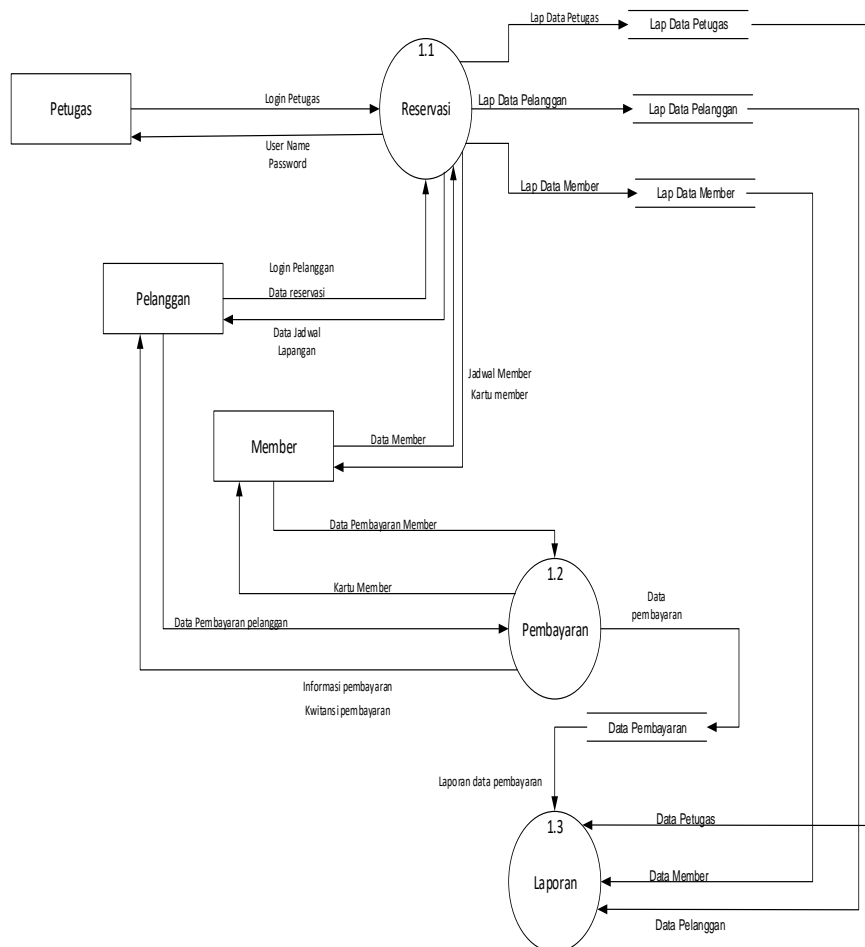 Lap Data Petugas
Lap Data Petugas
1.1
Petugas
Login Petugas
Reservasi
Lap Data Pelanggan
Lap Data Pelanggan
User Name
Password
Lap Data Member
Lap Data Member
Login Pelanggan
Pelanggan
Data reservasi
Data Jadwal
Lapangan
Jadwal Member
Kartu member
Member
Data Member
Data Pembayaran Member
1.2
Kartu Member
Data
pembayaran
Data Pembayaran pelanggan
Pembayaran
Informasi pembayaran
Kwitansi pembayaran
Data Pembayaran
Laporan data pembayaran
1.3
Data Petugas
Laporan
Data Member
Data Pelanggan